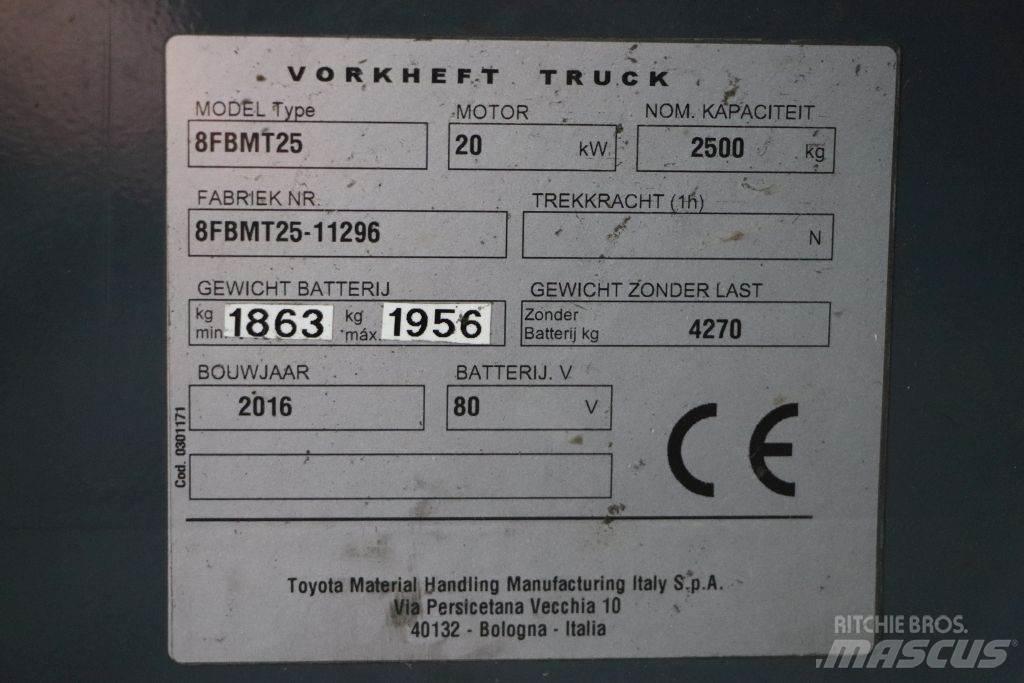 VORKHEFT TRUCK
MODEL Type MOTOR NOM. KAPACITEIT
8FBMT25 20 kW 2500 kg
FABRIEK NR. TREKKRACHT (1h)
8FBMT25-11296 N
GEWICHT BATTERIJ GEWICHT ZONDER LAST
kg min. 1863 kg máx. 1956 Zonder Batterij kg 4270
BOUWJAAR BATTERIJ. V
2016 80 V
CE
Cod. 0301171
Toyota Material Handling Manufacturing Italy S.p.A.
Via Persicetana Vecchia 10
40132 - Bologna - Italia
RITCHIE BROS.
MASCUS